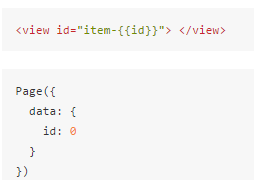 <view id="item-{{id}}"> </view>
Page({
  data: {
    id: 0
  }
})